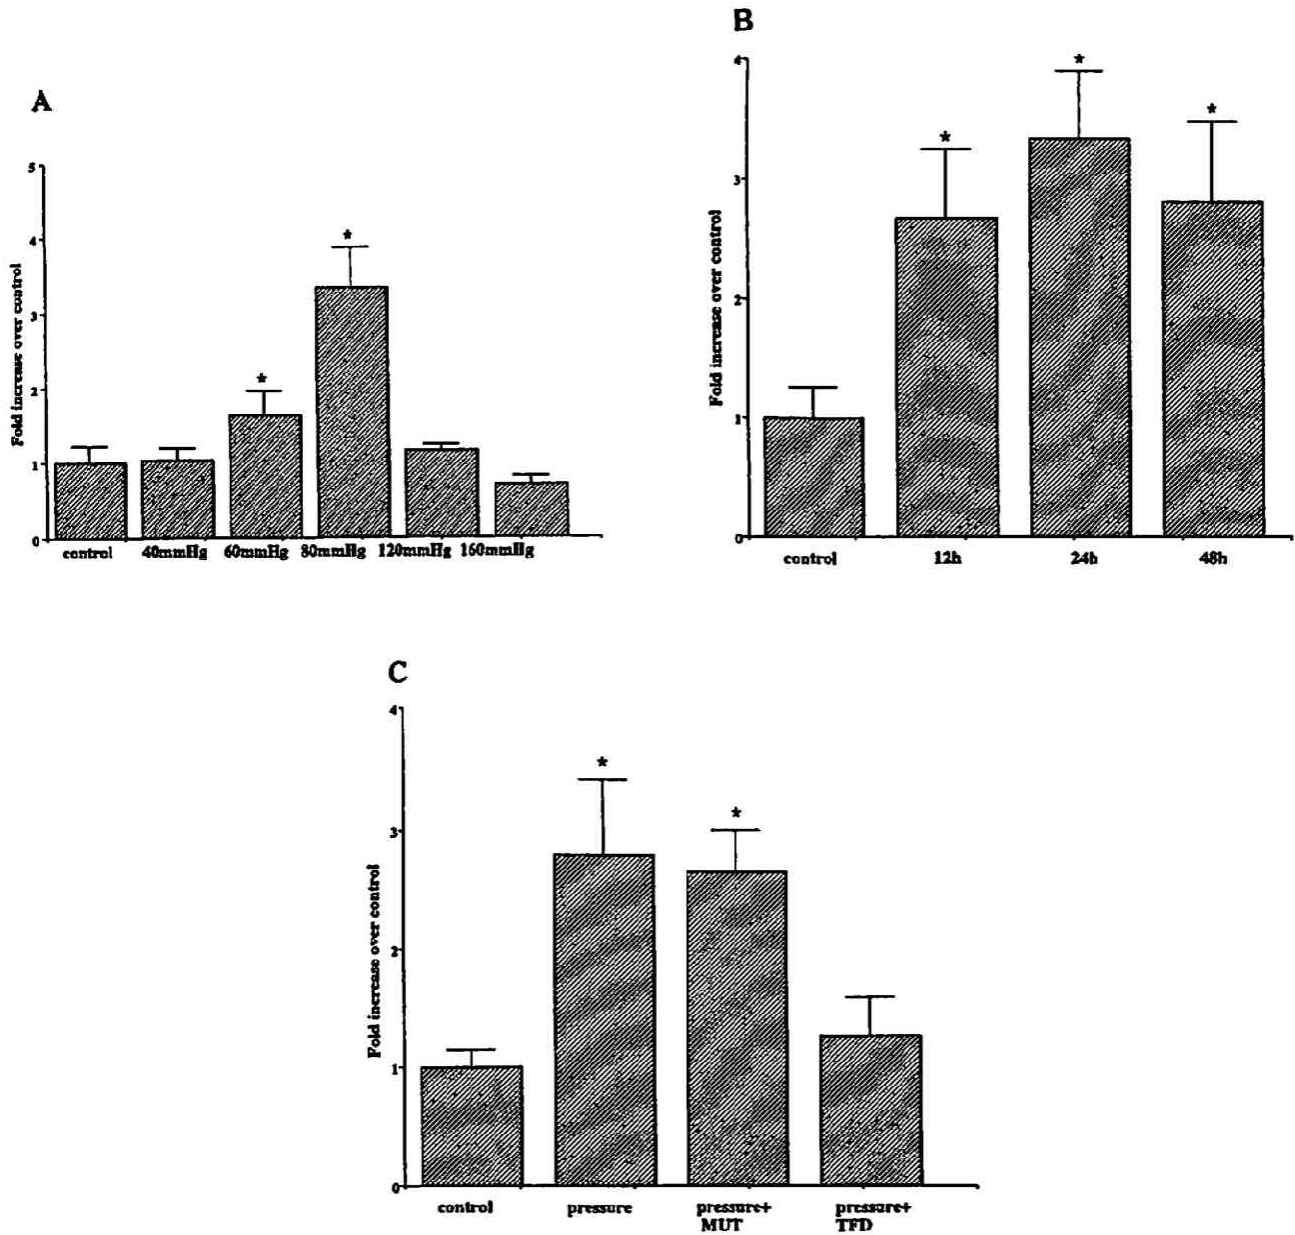 A
5
4
3
2
1
0
Fold increase over control
*
*
control 40mmHg 60mmHg 80mmHg 120mmHg 160mmHg
B
4
3
2
1
0
Fold increase over control
*
*
*
control 12h 24h 48h
C
4
3
2
1
0
Fold increase over control
*
*
control pressure pressure+ pressure+
MUT TFD